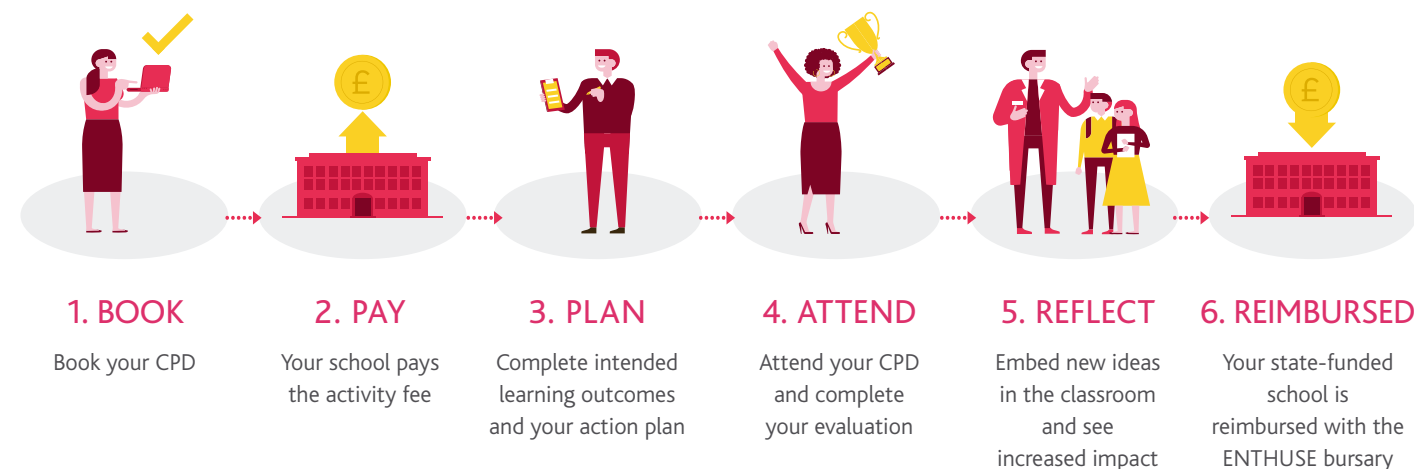 £
£
1. BOOK
Book your CPD
2. PAY
Your school pays
the activity fee
3. PLAN
Complete intended
learning outcomes
and your action plan
4. ATTEND
Attend your CPD
and complete
your evaluation
5. REFLECT
Embed new ideas
in the classroom
and see
increased impact
6. REIMBURSED
Your state-funded
school is
reimbursed with the
ENTHUSE bursary